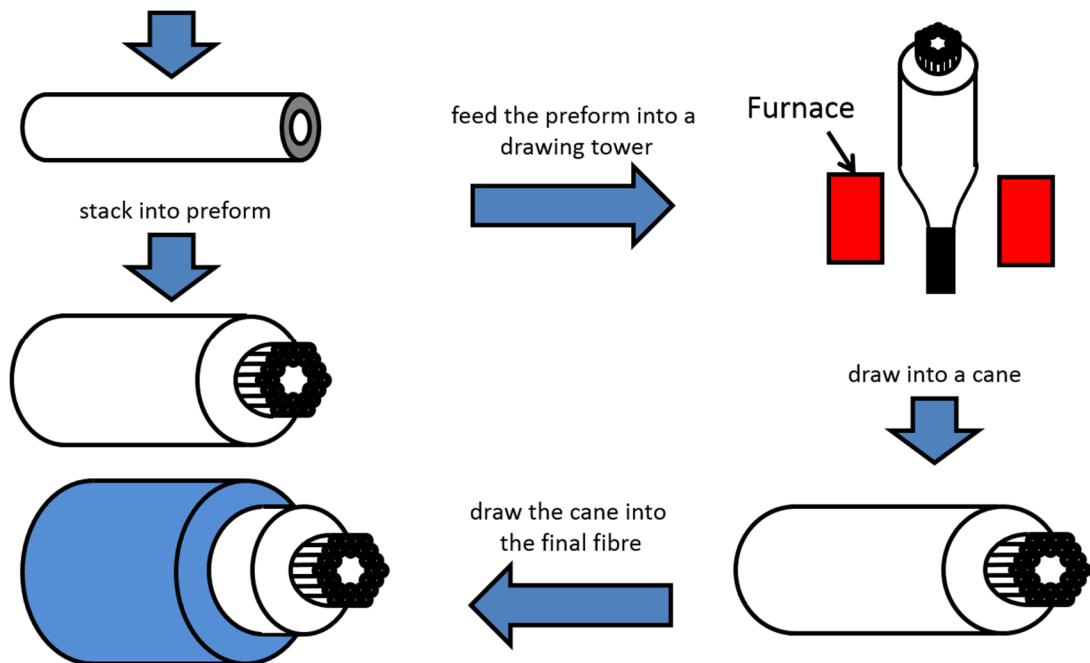 stack into preform
feed the preform into a
drawing tower
Furnace
draw into a cane
draw the cane into
the final fibre